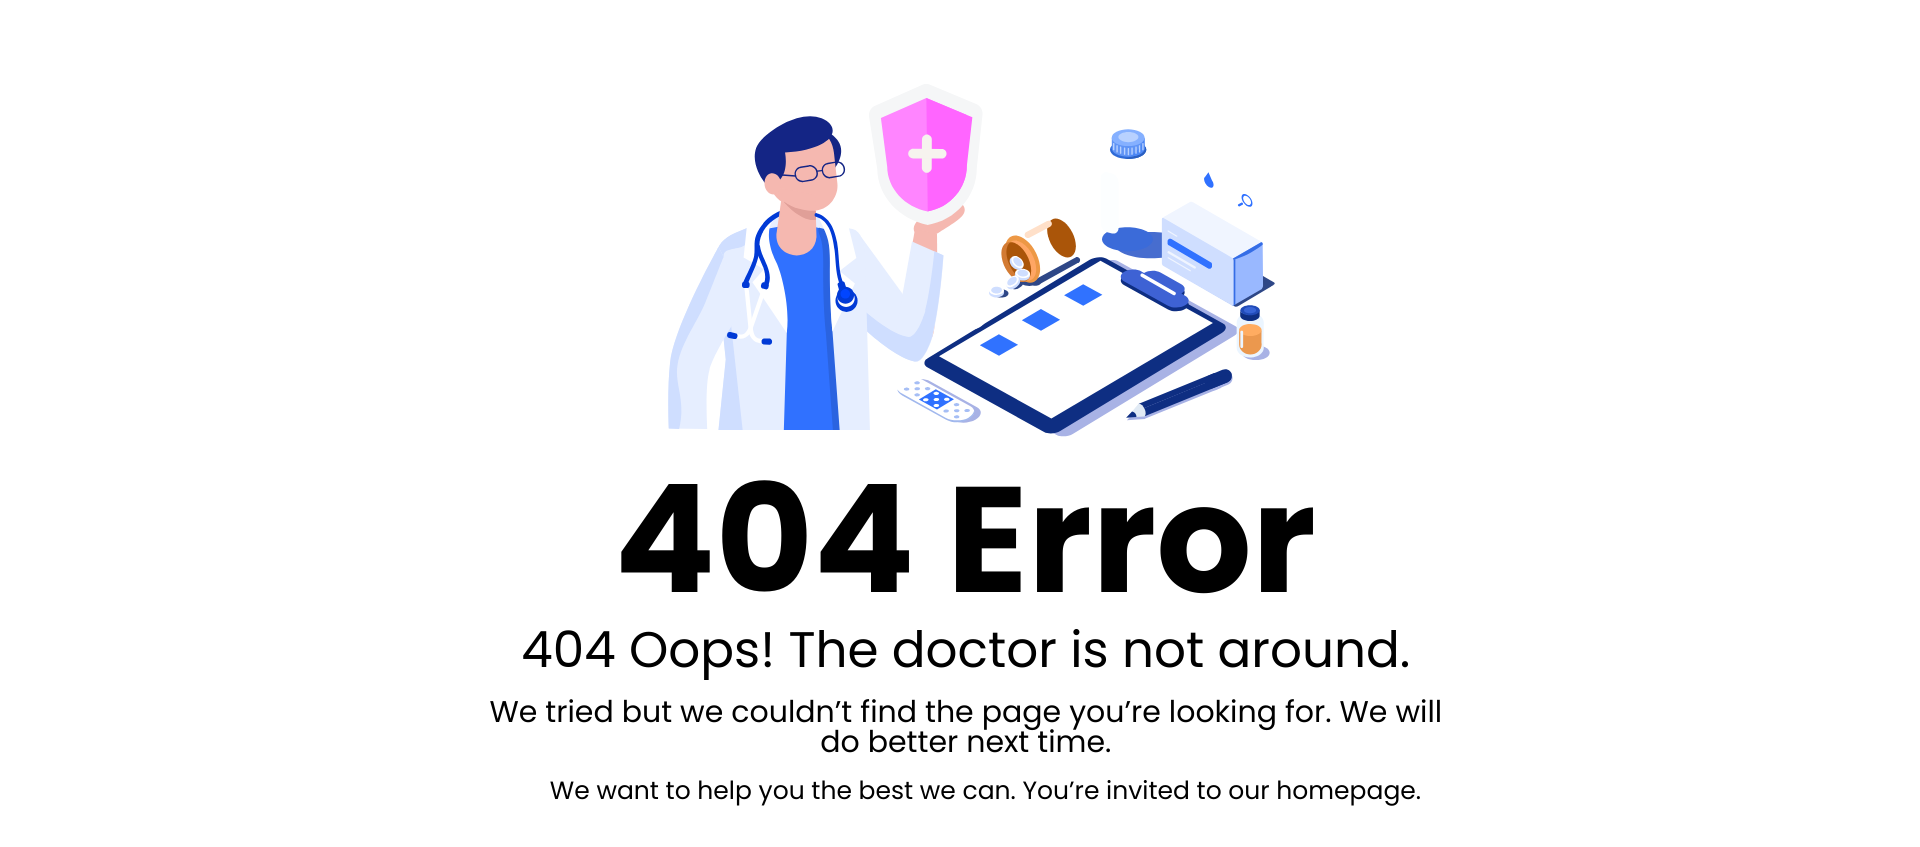 404 Error
404 Oops! The doctor is not around.
We tried but we couldn’t find the page you’re looking for. We will
do better next time.
We want to help you the best we can. You’re invited to our homepage.